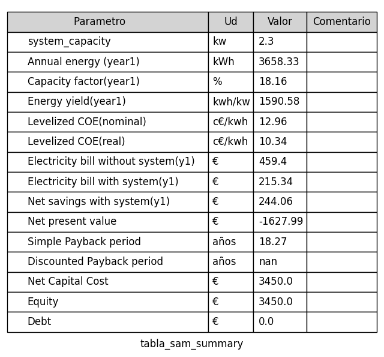 Parametro Ud Valor Comentario
system_capacity kw 2.3
Annual energy (year1) kWh 3658.33
Capacity factor(year1) % 18.16
Energy yield(year1) kwh/kw 1590.58
Levelized COE(nominal) c€/kwh 12.96
Levelized COE(real) c€/kwh 10.34
Electricity bill without system(y1) € 459.4
Electricity bill with system(y1) € 215.34
Net savings with system(y1) € 244.06
Net present value € -1627.99
Simple Payback period años 18.27
Discounted Payback period años nan
Net Capital Cost € 3450.0
Equity € 3450.0
Debt € 0.0
tabla_sam_summary